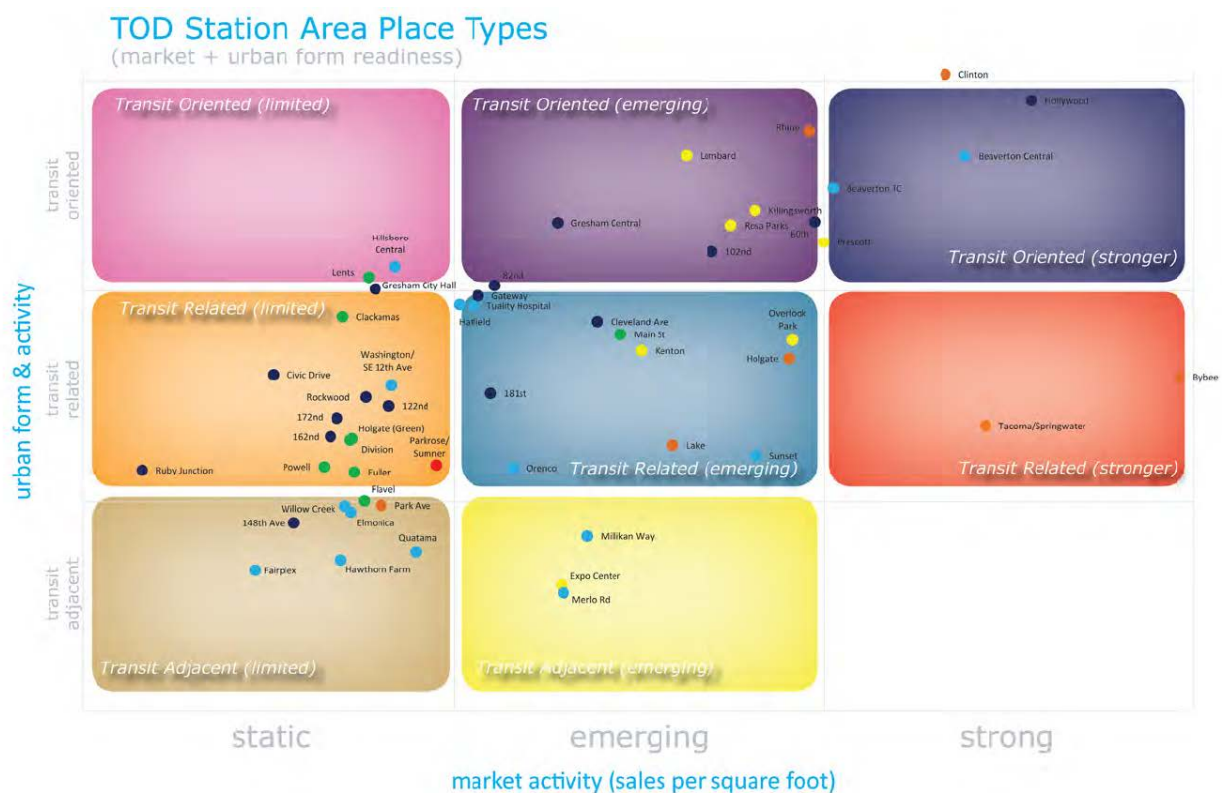 TOD Station Area Place Types
(market + urban form readiness)
Clinton
Transit Oriented (limited)
Transit Oriented (emerging)
Hollywood
Rhine
Lombard
Beaverton Central
Beaverton TC
Killingsworth
Gresham Central
Rosa Parks
60th
Prescott
102nd
Transit Oriented (stronger)
Hillsboro
Central
Lents
Gresham City Hall
82nd
Gateway
Tuality Hospital
Hatfield
Transit Related (limited)
Clackamas
Cleveland Ave
Main St
Kenton
Overlook
Park
Holgate
Washington/
SE 12th Ave
Civic Drive
Bybee
Rockwood
122nd
181st
172nd
Holgate (Green)
162nd
Division
Parkrose/
Sumner
Tacoma/Springwater
Lake
Sunset
Ruby Junction
Powell
Fuller
Orenco
Transit Related (emerging)
Transit Related (stronger)
Flavel
Willow Creek
Park Ave
148th Ave
Elmonica
Quatama
Millikan Way
Fairplex
Hawthorn Farm
Expo Center
Merlo Rd
Transit Adjacent (limited)
Transit Adjacent (emerging)
urban form & activity
transit
oriented
transit
related
transit
adjacent
static
emerging
strong
market activity (sales per square foot)